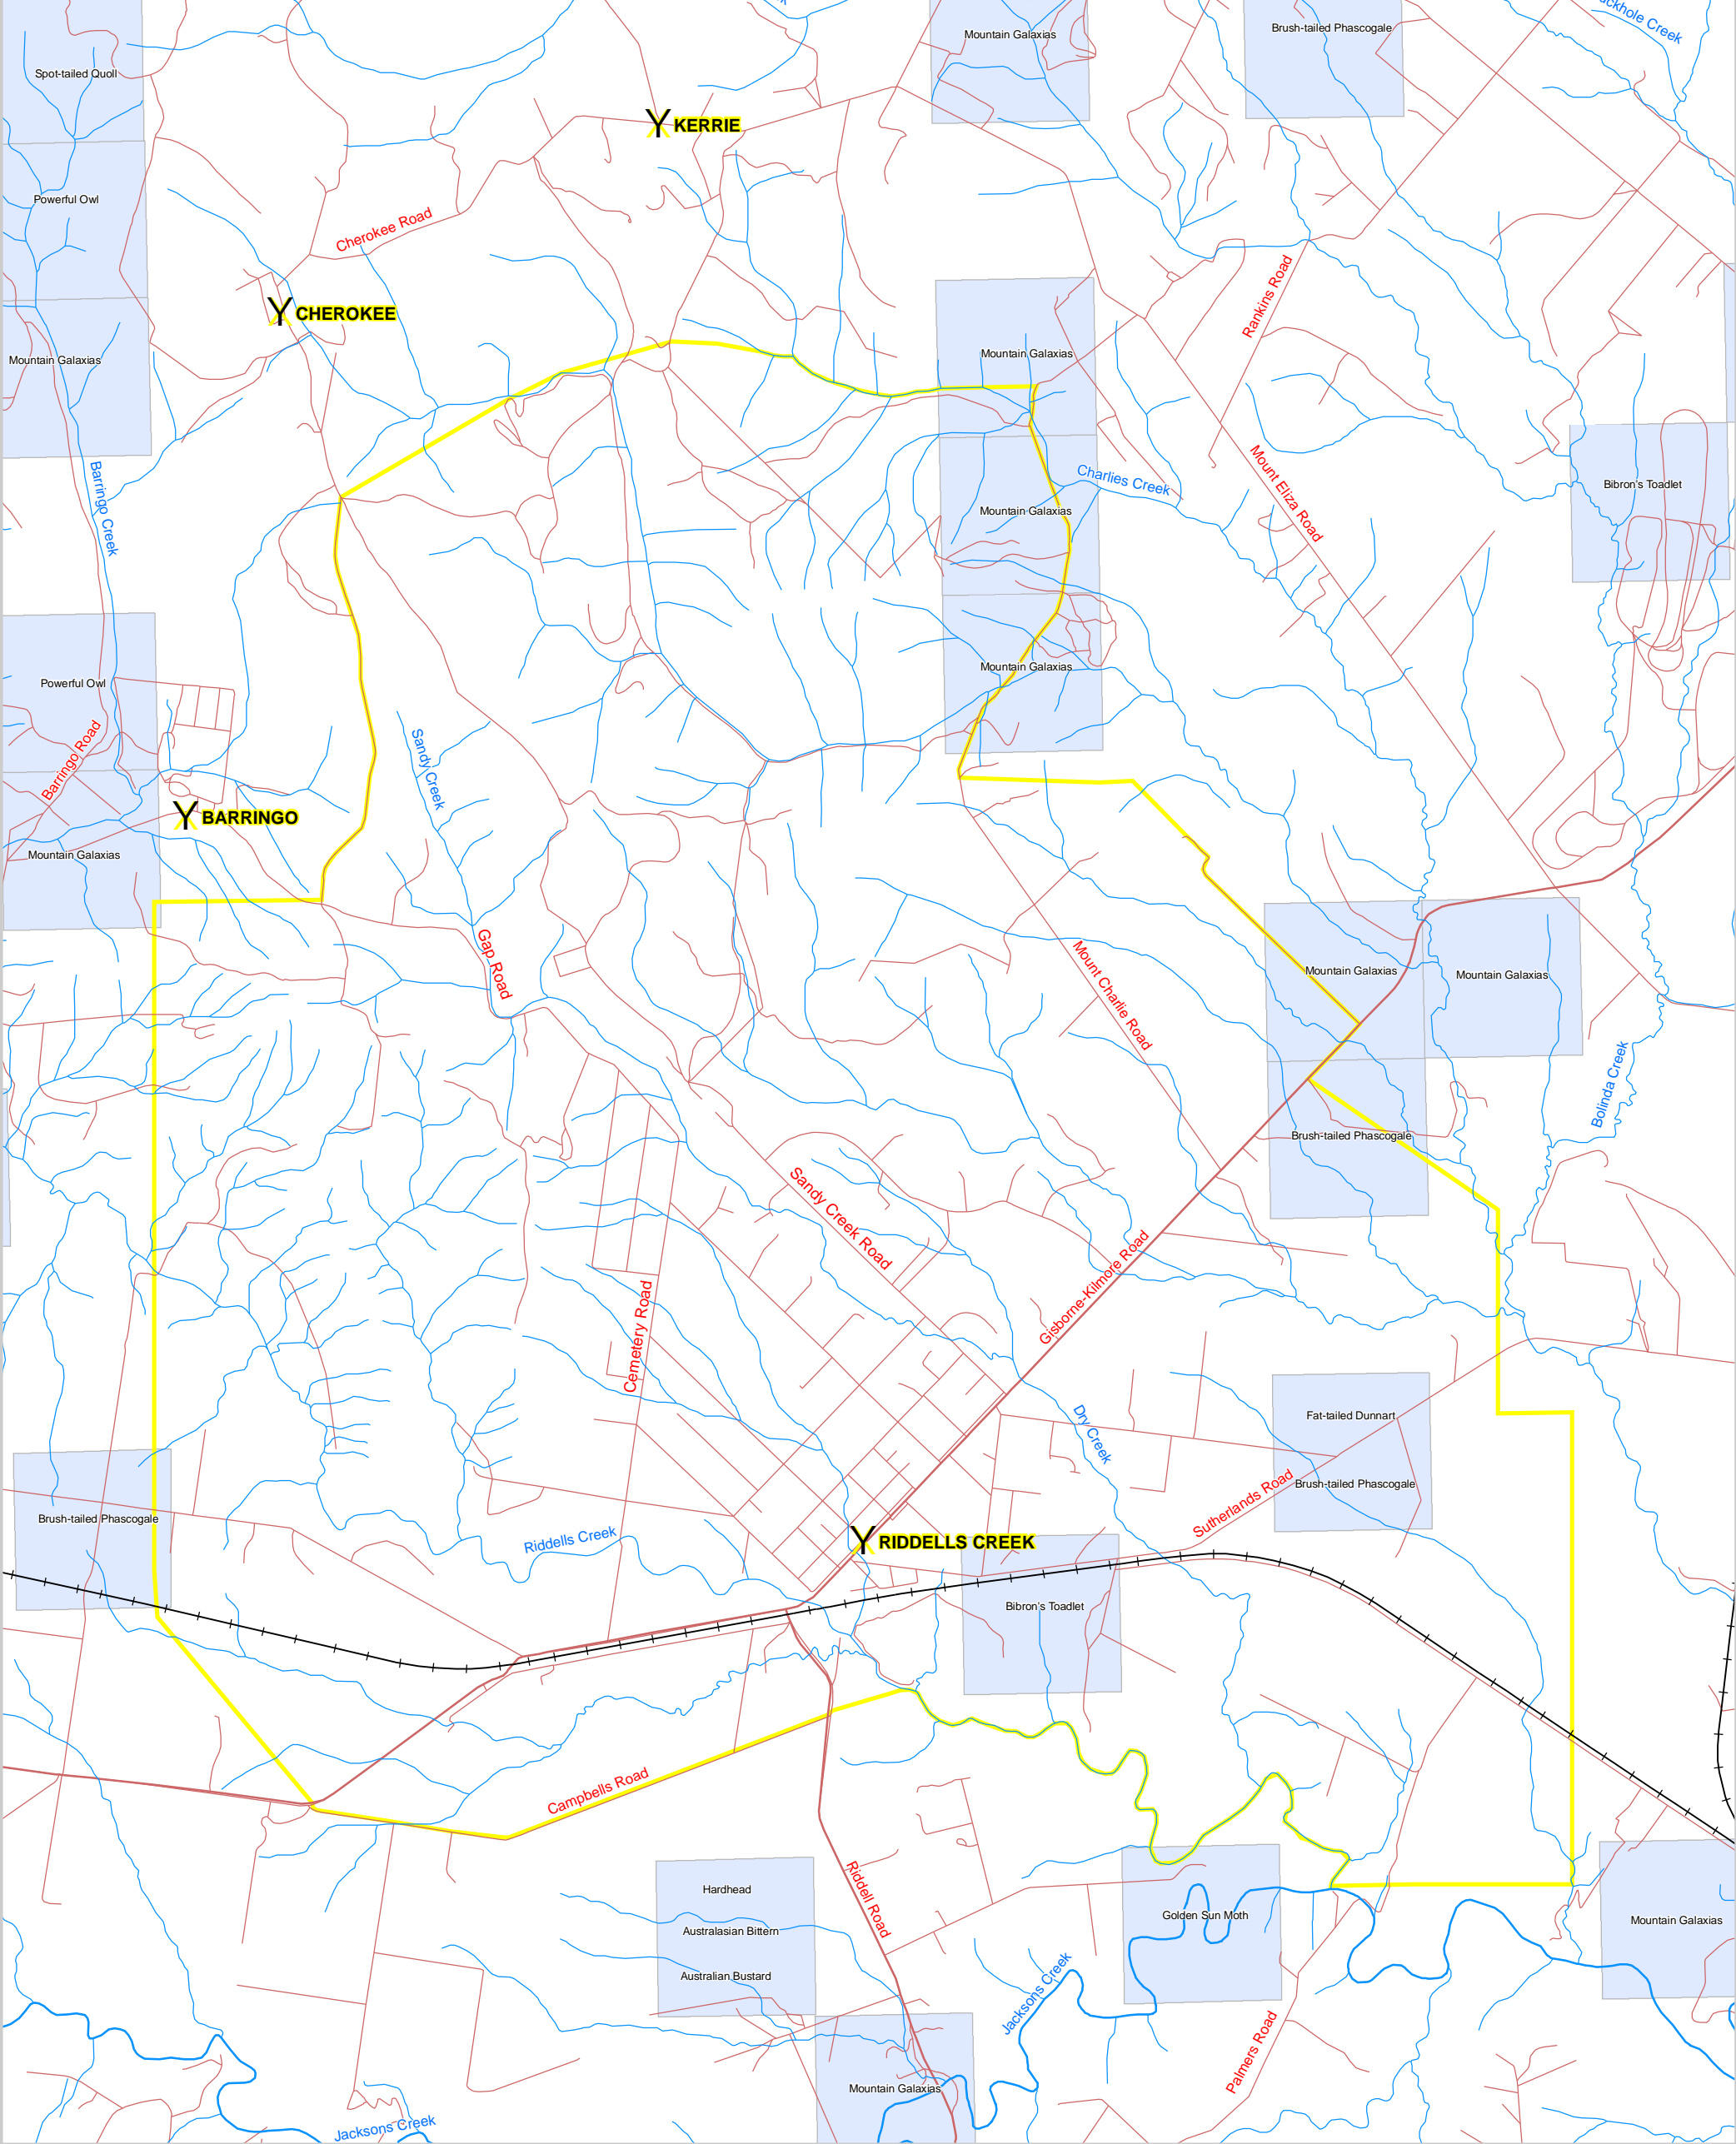 Mountain Galaxias
Brush-tailed Phascogale
Spot-tailed Quoll
KERRIE
Powerful Owl
Cherokee Road
Rankins Road
CHEROKEE
Mountain Galaxias
Mountain Galaxias
Barringo Creek
Charlies Creek
Mount Eliza Road
Bibron's Toadlet
Mountain Galaxias
Mountain Galaxias
Powerful Owl
Barringo Road
Sandy Creek
BARRINGO
Mountain Galaxias
Gap Road
Mount Charlie Road
Mountain Galaxias
Mountain Galaxias
Bolinda Creek
Brush-tailed Phascogale
Sandy Creek Road
Gisborne-Kilmore Road
Cemetery Road
Dry Creek
Fat-tailed Dunnart
Brush-tailed Phascogale
Sutherlands Road
Brush-tailed Phascogale
Riddells Creek
RIDDELLS CREEK
Bibron's Toadlet
Campbells Road
Riddell Road
Hardhead
Australasian Bittern
Australian Bustard
Golden Sun Moth
Mountain Galaxias
Jacksons Creek
Palmers Road
Mountain Galaxias
Jacksons Creek